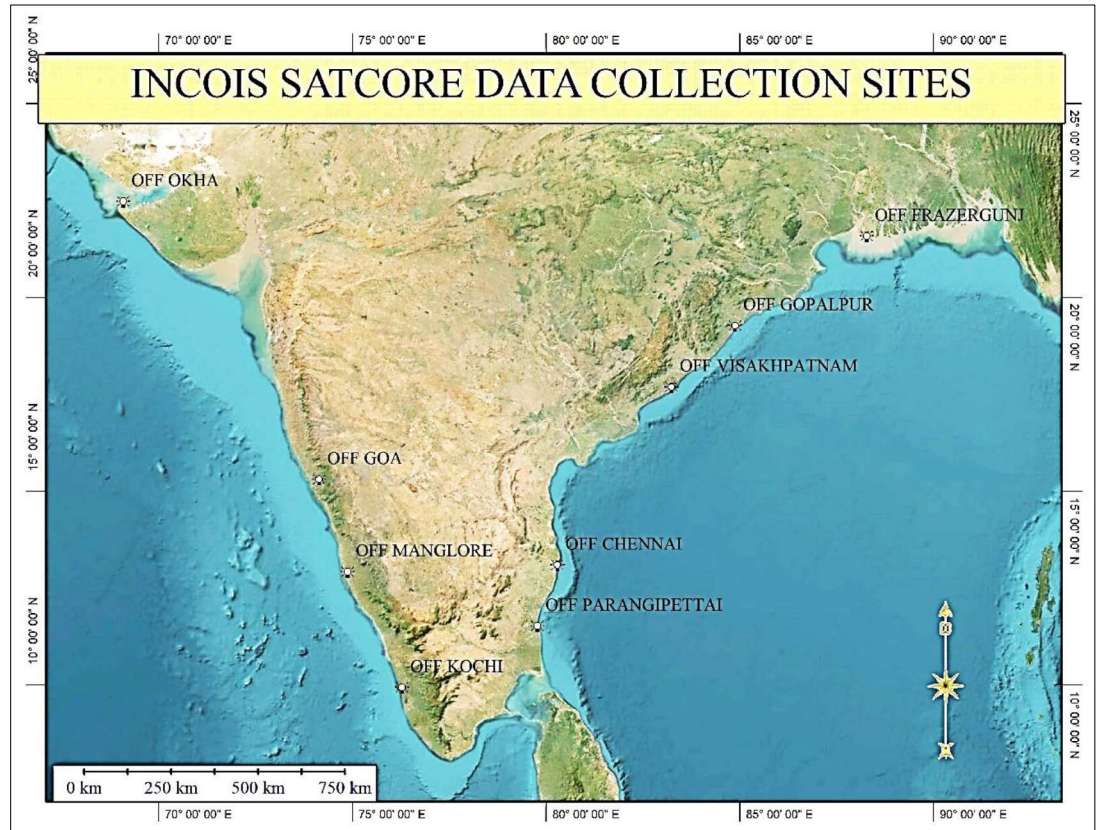 70° 00' 00" E 75° 00' 00" E 80° 00' 00" E 85° 00' 00" E 90° 00' 00" E
25° 00' 00" N
INCOIS SATCORE DATA COLLECTION SITES
25° 00' 00" N
OFF OKHA
OFF FRAZERGUNJ
20° 00' 00" N
OFF GOPALPUR
20° 00' 00" N
OFF VISAKHPATNAM
15° 00' 00" N
OFF GOA
15° 00' 00" N
OFF CHENNAI
OFF MANGLORE
OFF PARANGIPETTAI
10° 00' 00" N
OFF KOCHI
10° 00' 00" N
0 km 250 km 500 km 750 km
70° 00' 00" E 75° 00' 00" E 80° 00' 00" E 85° 00' 00" E 90° 00' 00" E